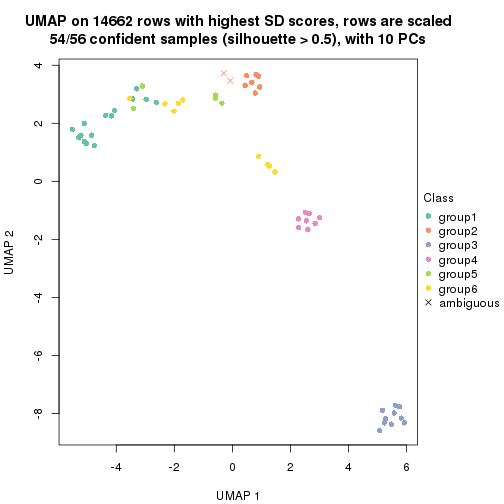 UMAP on 14662 rows with highest SD scores, rows are scaled
54/56 confident samples (silhouette > 0.5), with 10 PCs
4
2
0
-2
-4
-6
-8
UMAP 2
-4
-2
0
2
4
6
UMAP 1
Class
group1
group2
group3
group4
group5
group6
ambiguous